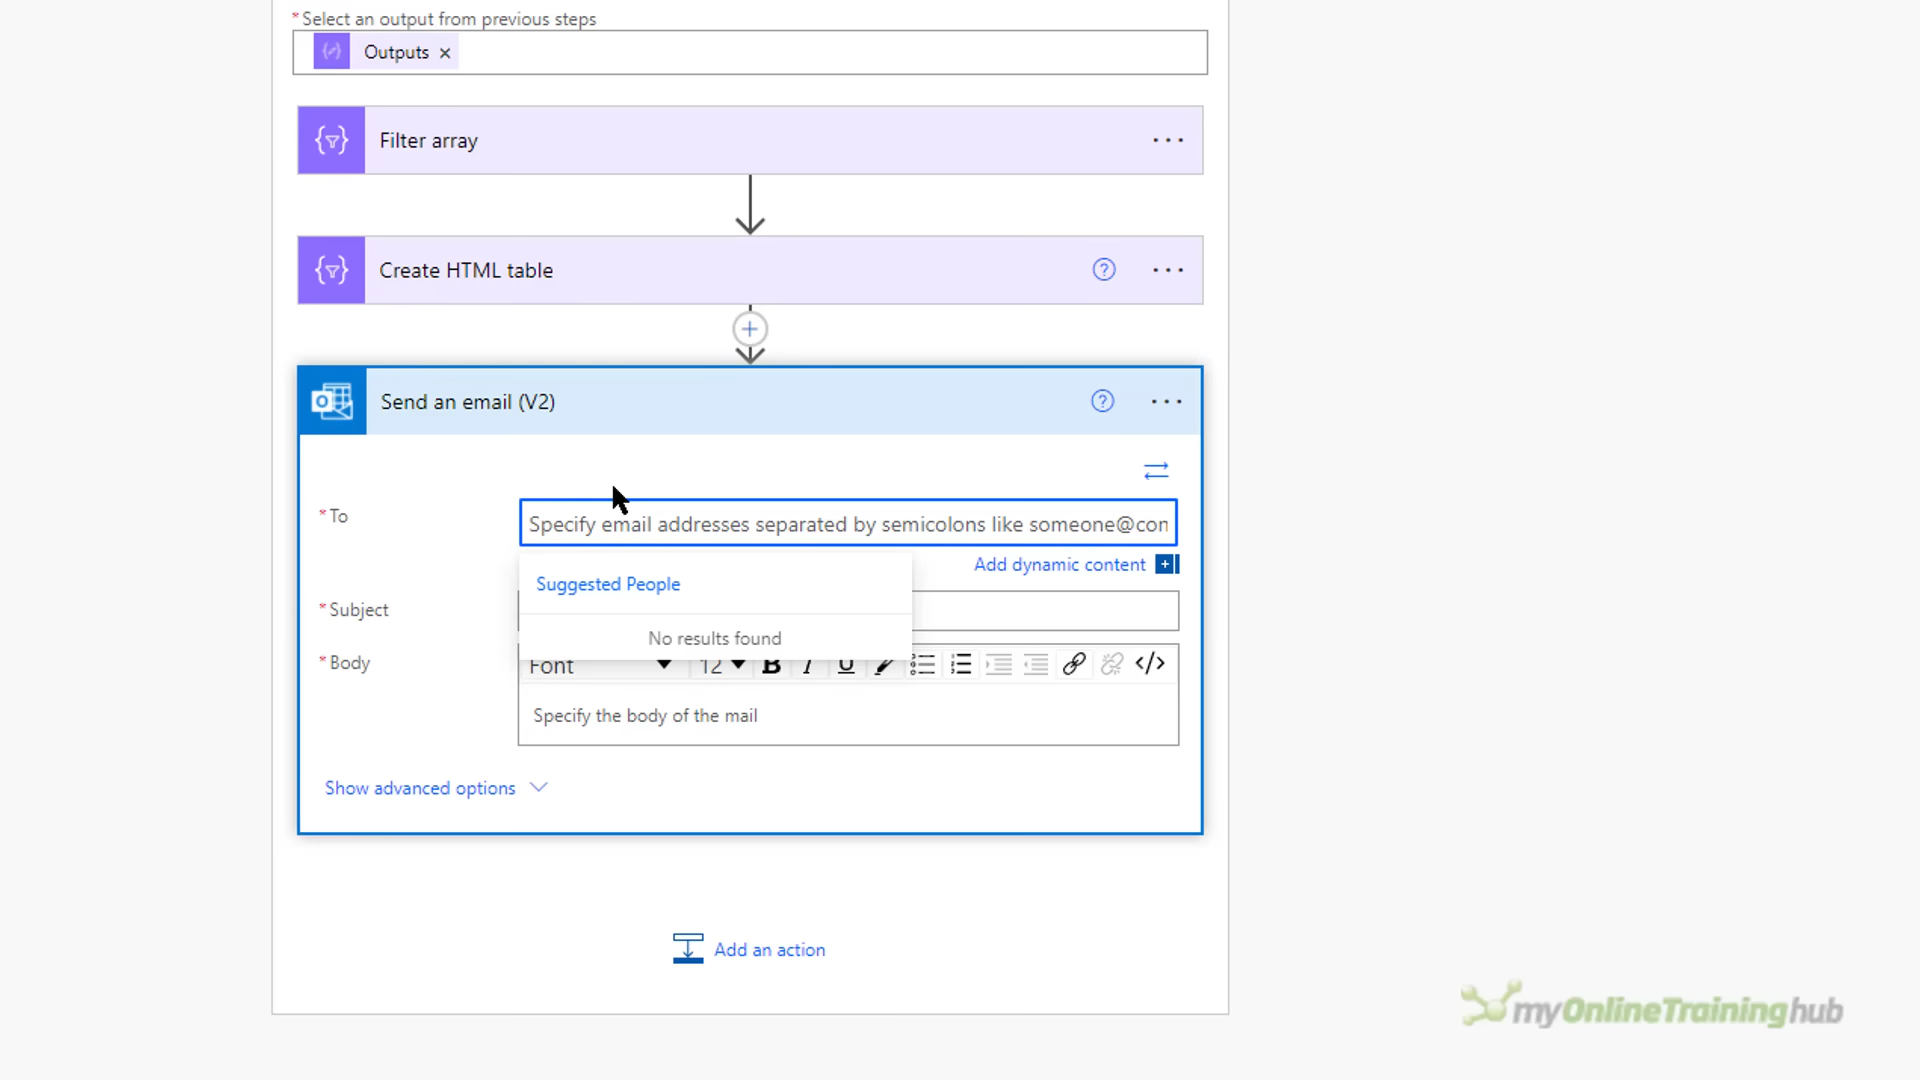 * Select an output from previous steps
Outputs ×
Filter array
Create HTML table
Send an email (V2)
* To
Specify email addresses separated by semicolons like someone@con
Add dynamic content
Suggested People
* Subject
No results found
* Body
Font 12 B I U
Specify the body of the mail
Show advanced options
Add an action
myOnlineTraininghub